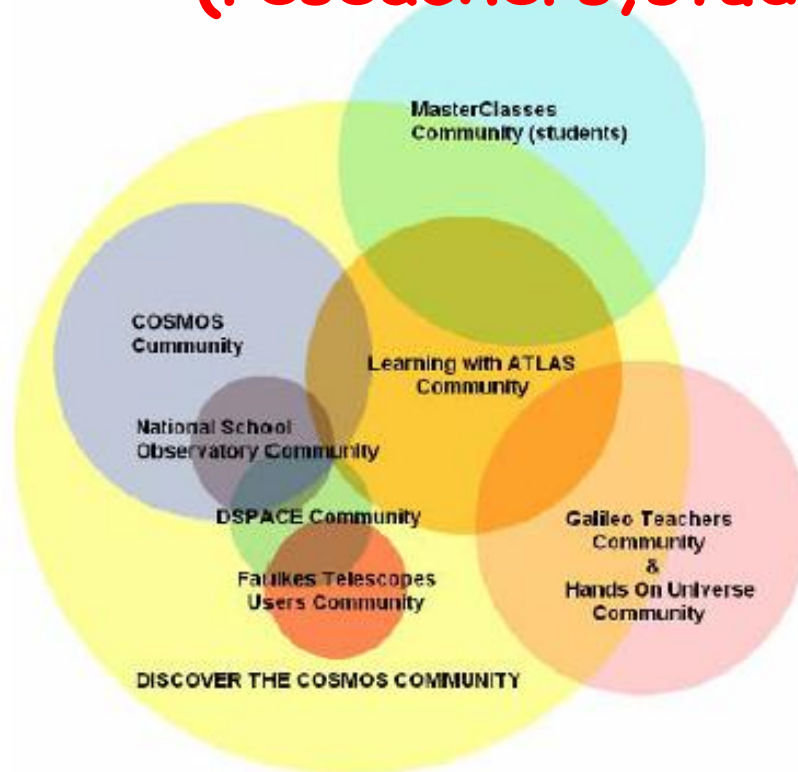 MasterClasses
Community (students)
COSMOS
Cummunity
Learning with ATLAS
Community
National School
Observatory Community
DSPACE Community
Faulkes Telescopes
Users Community
Galileo Teachers
Community
&
Hands On Universe
Community
DISCOVER THE COSMOS COMMUNITY